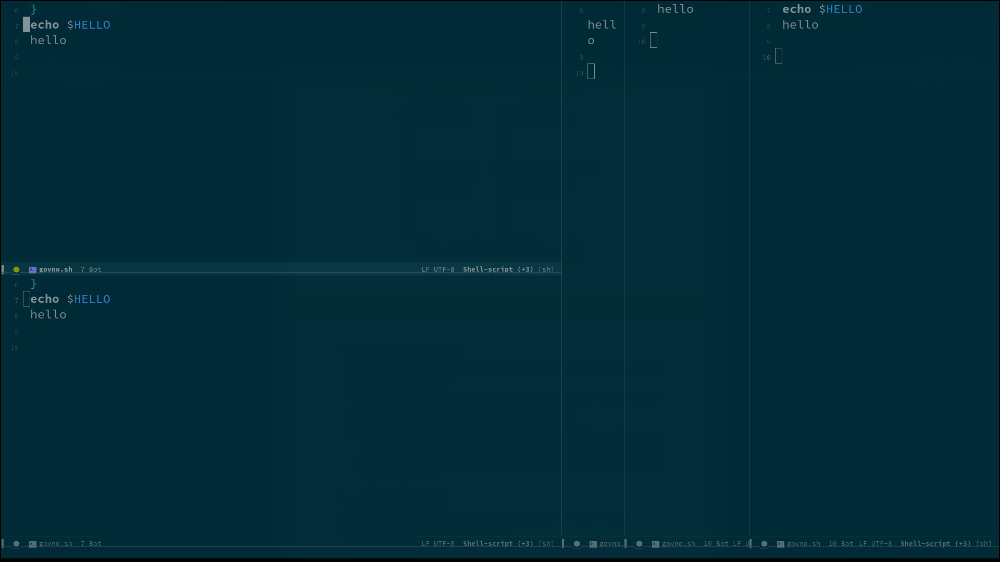 6 }
7 echo $HELLO
8 hello
9
10
govno.sh 7 Bot LF UTF-8 Shell-script (+3) [sh]
6 }
7 echo $HELLO
8 hello
9
10
govno.sh 7 Bot LF UTF-8 Shell-script (+3) [sh]
8
hell
o
9
10
govno.
8 hello
9
10
govno.sh 10 Bot LF U
7 echo $HELLO
8 hello
9
10
govno.sh 10 Bot LF UTF-8 Shell-script (+3) [sh]